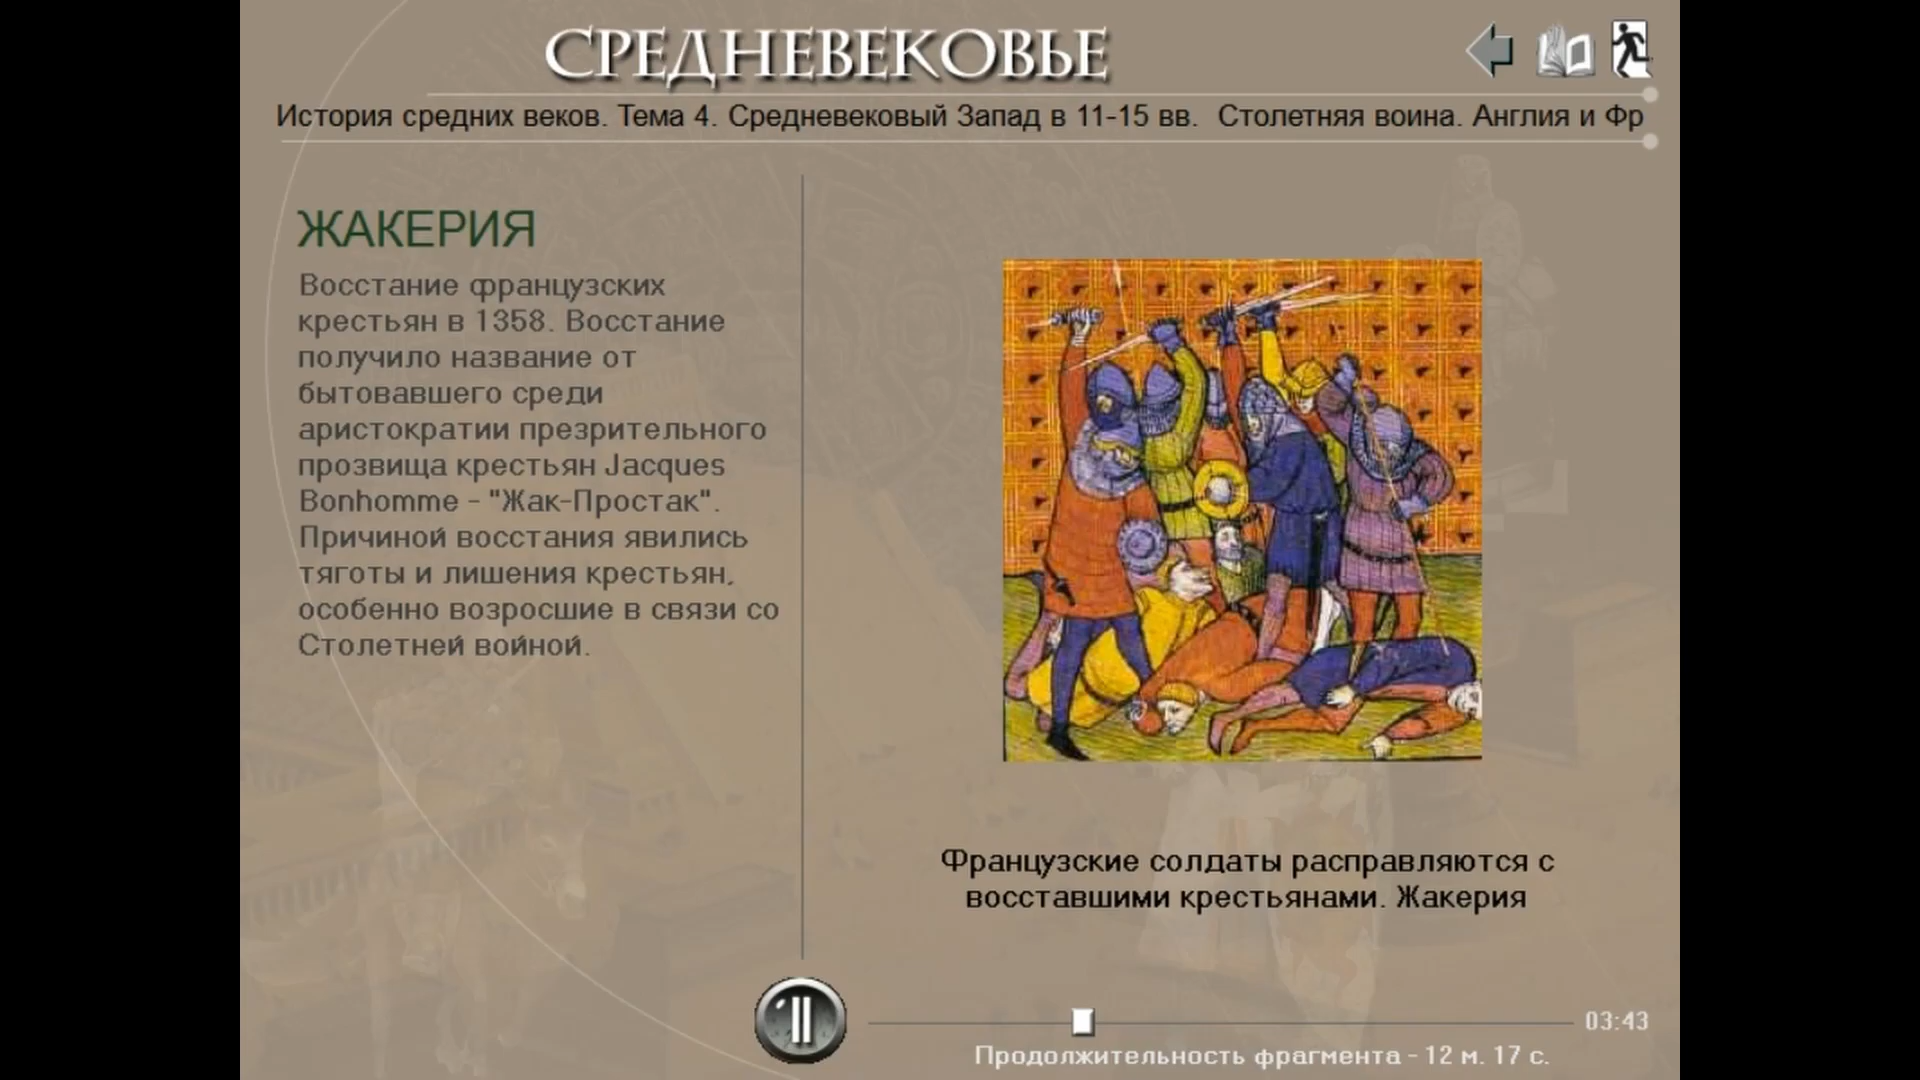 СРЕДНЕВЕКОВЬЕ
История средних веков. Тема 4. Средневековый Запад в 11-15 вв. Столетняя воина. Англия и Фр
ЖАКЕРИЯ
Восстание французских
крестьян в 1358. Восстание
получило название от
бытовавшего среди
аристократии презрительного
прозвища крестьян Jacques
Bonhomme - "Жак-Простак".
Причиной восстания явились
тяготы и лишения крестьян,
особенно возросшие в связи со
Столетней войной.
Французские солдаты расправляются с
восставшими крестьянами. Жакерия
03:43
Продолжительность фрагмента - 12 м. 17 с.